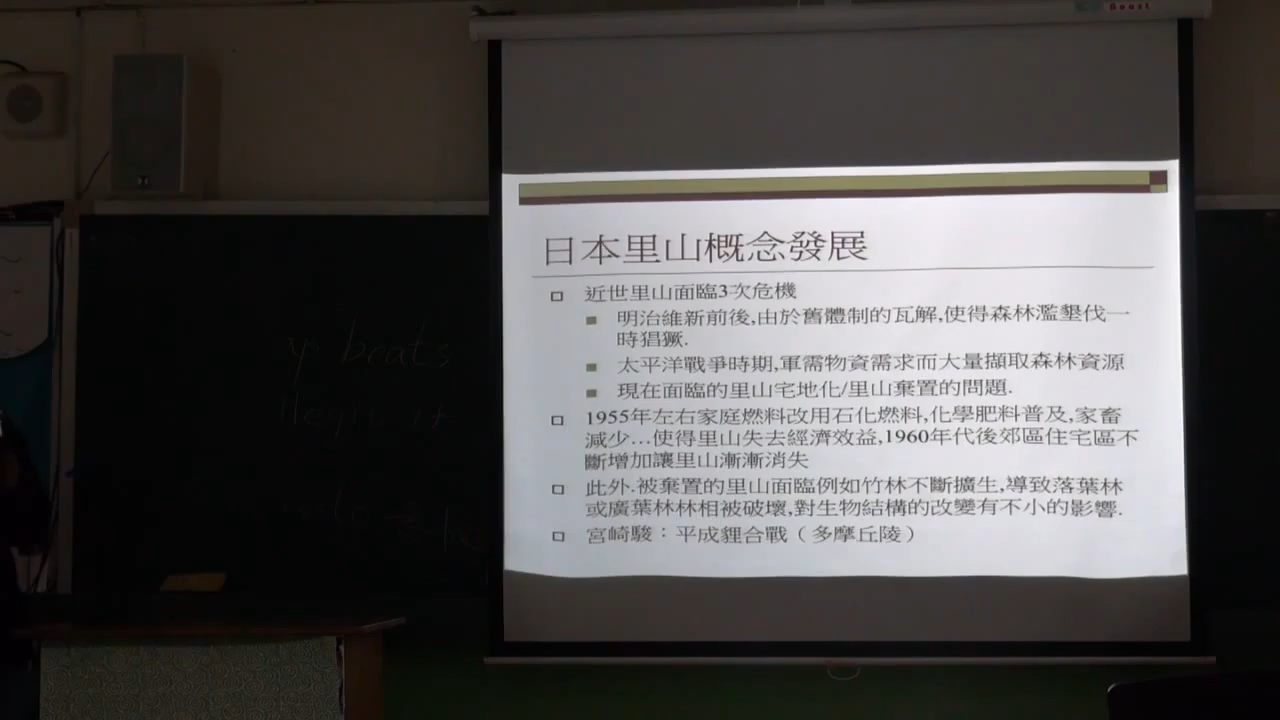 日本里山概念發展
近世里山面臨3次危機
明治維新前後,由於舊體制的瓦解,使得森林濫墾伐一
時猖獗.
太平洋戰爭時期,軍需物資需求而大量擷取森林資源
現在面臨的里山宅地化/里山棄置的問題.
1955年左右家庭燃料改用石化燃料,化學肥料普及,家畜
減少...使得里山失去經濟效益,1960年代後郊區住宅區不
斷增加讓里山漸漸消失
此外.被棄置的里山面臨例如竹林不斷擴生,導致落葉林
或廣葉林林相被破壞,對生物結構的改變有不小的影響.
宮崎駿：平成貍合戰（多摩丘陵）
beats